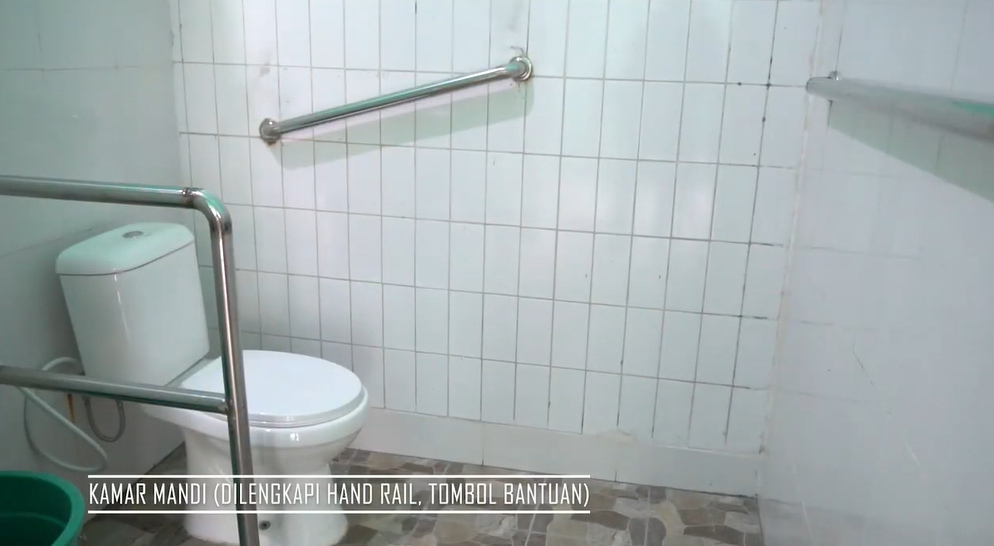 KAMAR MANDI (DILENGKAPI HAND RAIL, TOMBOL BANTUAN)